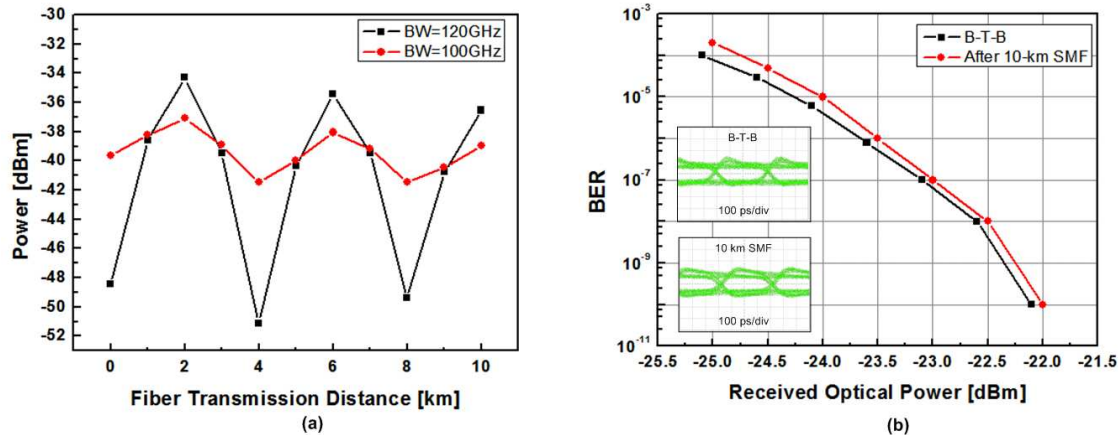 (a)
BW=120GHz
BW=100GHz
Power [dBm]
-30
-32
-34
-36
-38
-40
-42
-44
-46
-48
-50
-52
0 2 4 6 8 10
Fiber Transmission Distance [km]
(a)
(b)
B-T-B
After 10-km SMF
BER
10-3
10-5
10-7
10-9
10-11
B-T-B
100 ps/div
10 km SMF
100 ps/div
-25.5 -25.0 -24.5 -24.0 -23.5 -23.0 -22.5 -22.0 -21.5
Received Optical Power [dBm]
(b)